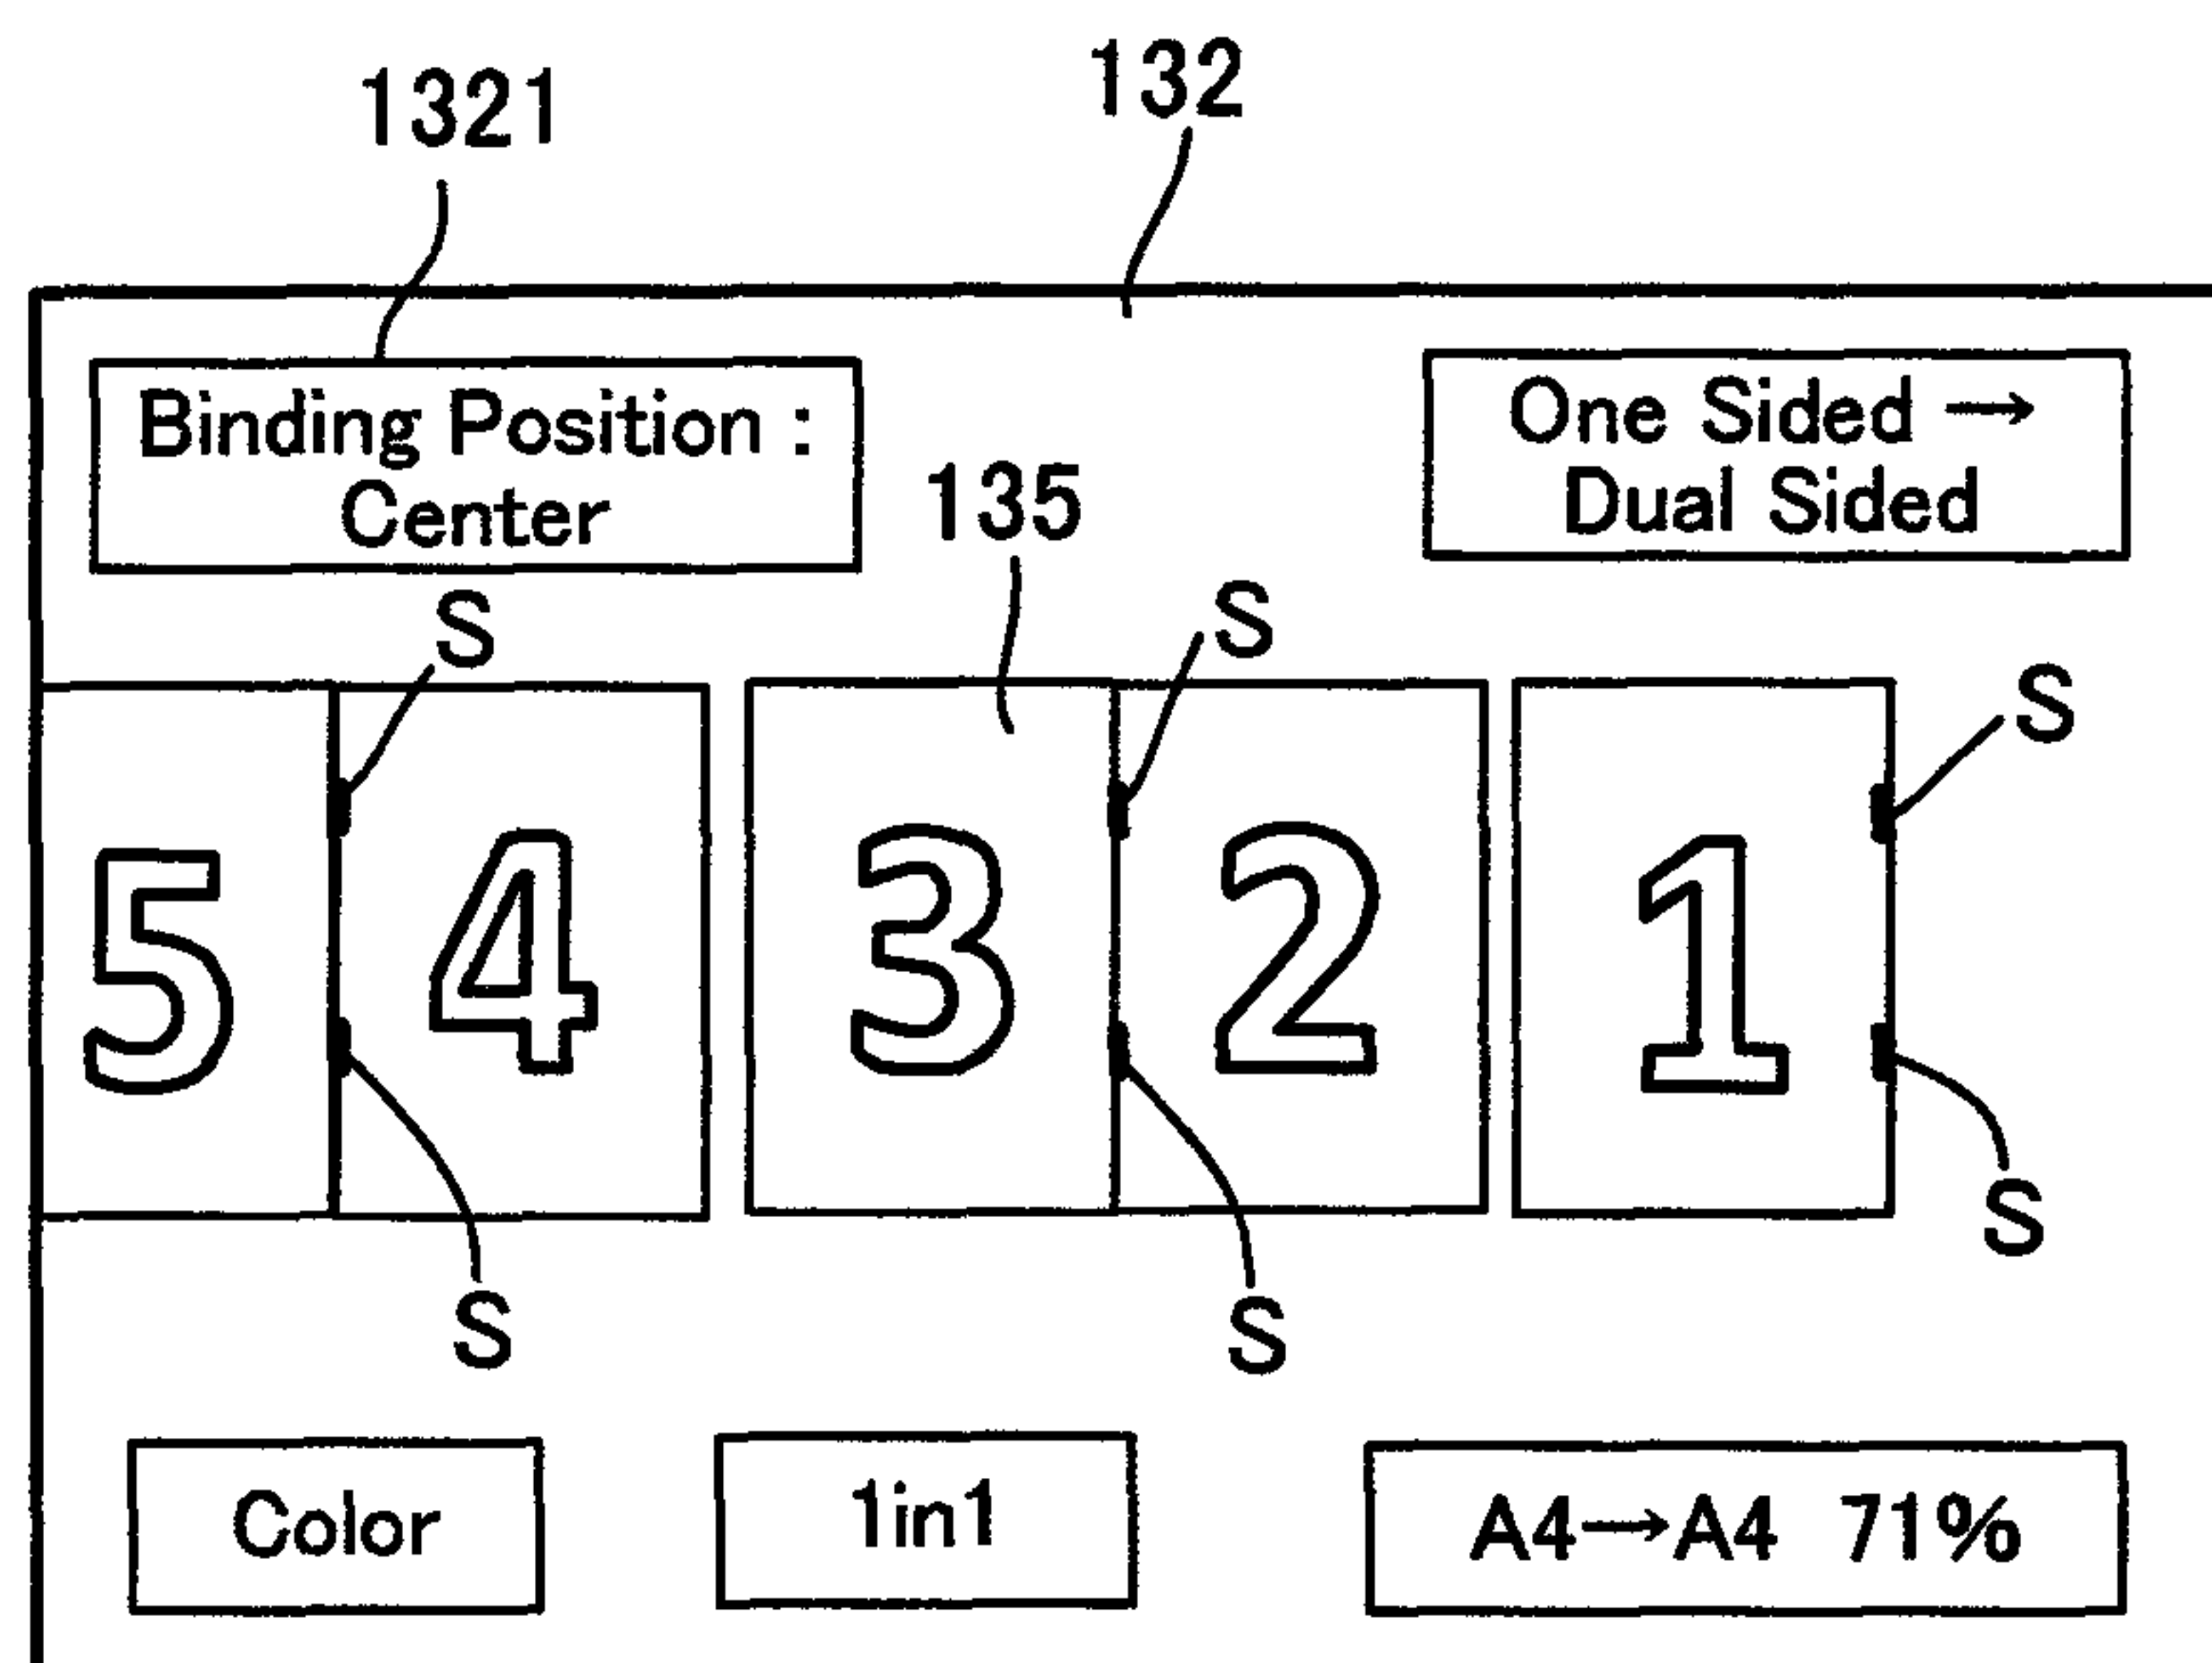 1321
132
Binding Position :
Center
One Sided →
Dual Sided
135
S
S
S
5
4
3
2
1
S
S
S
Color
1in1
A4→A4 71%